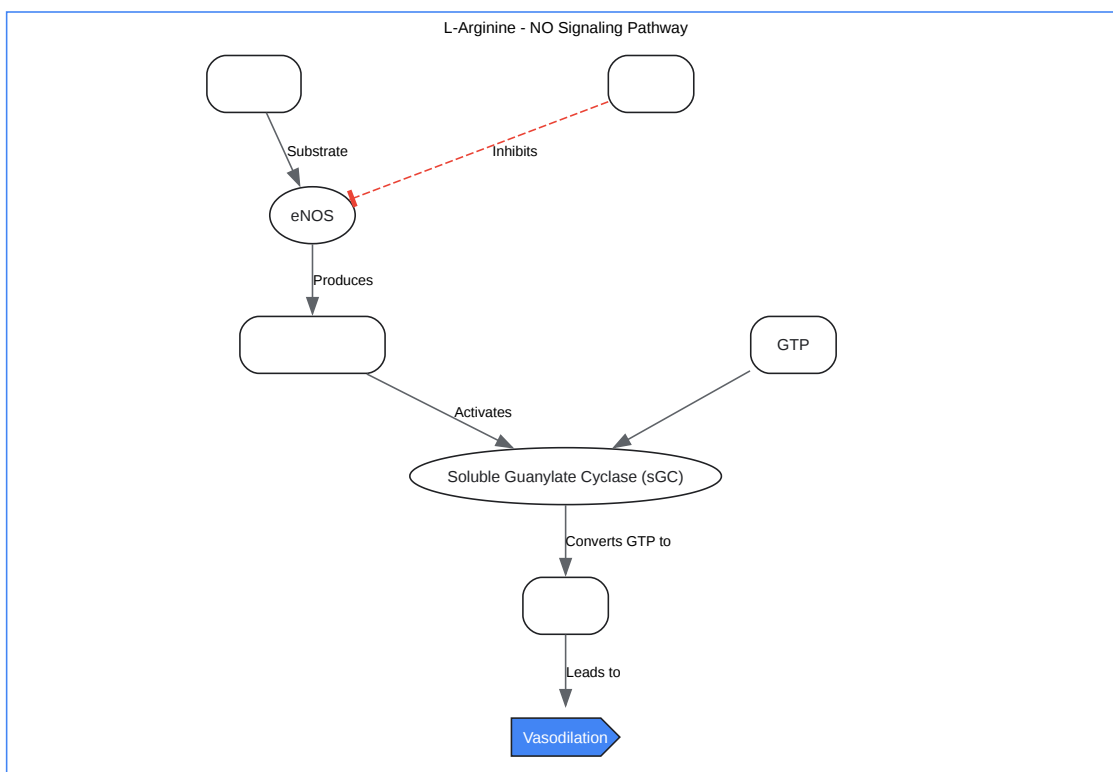 L-Arginine - NO Signaling Pathway
Substrate
Inhibits
eNOS
Produces
GTP
Activates
Soluble Guanylate Cyclase (sGC)
Converts GTP to
Leads to
Vasodilation